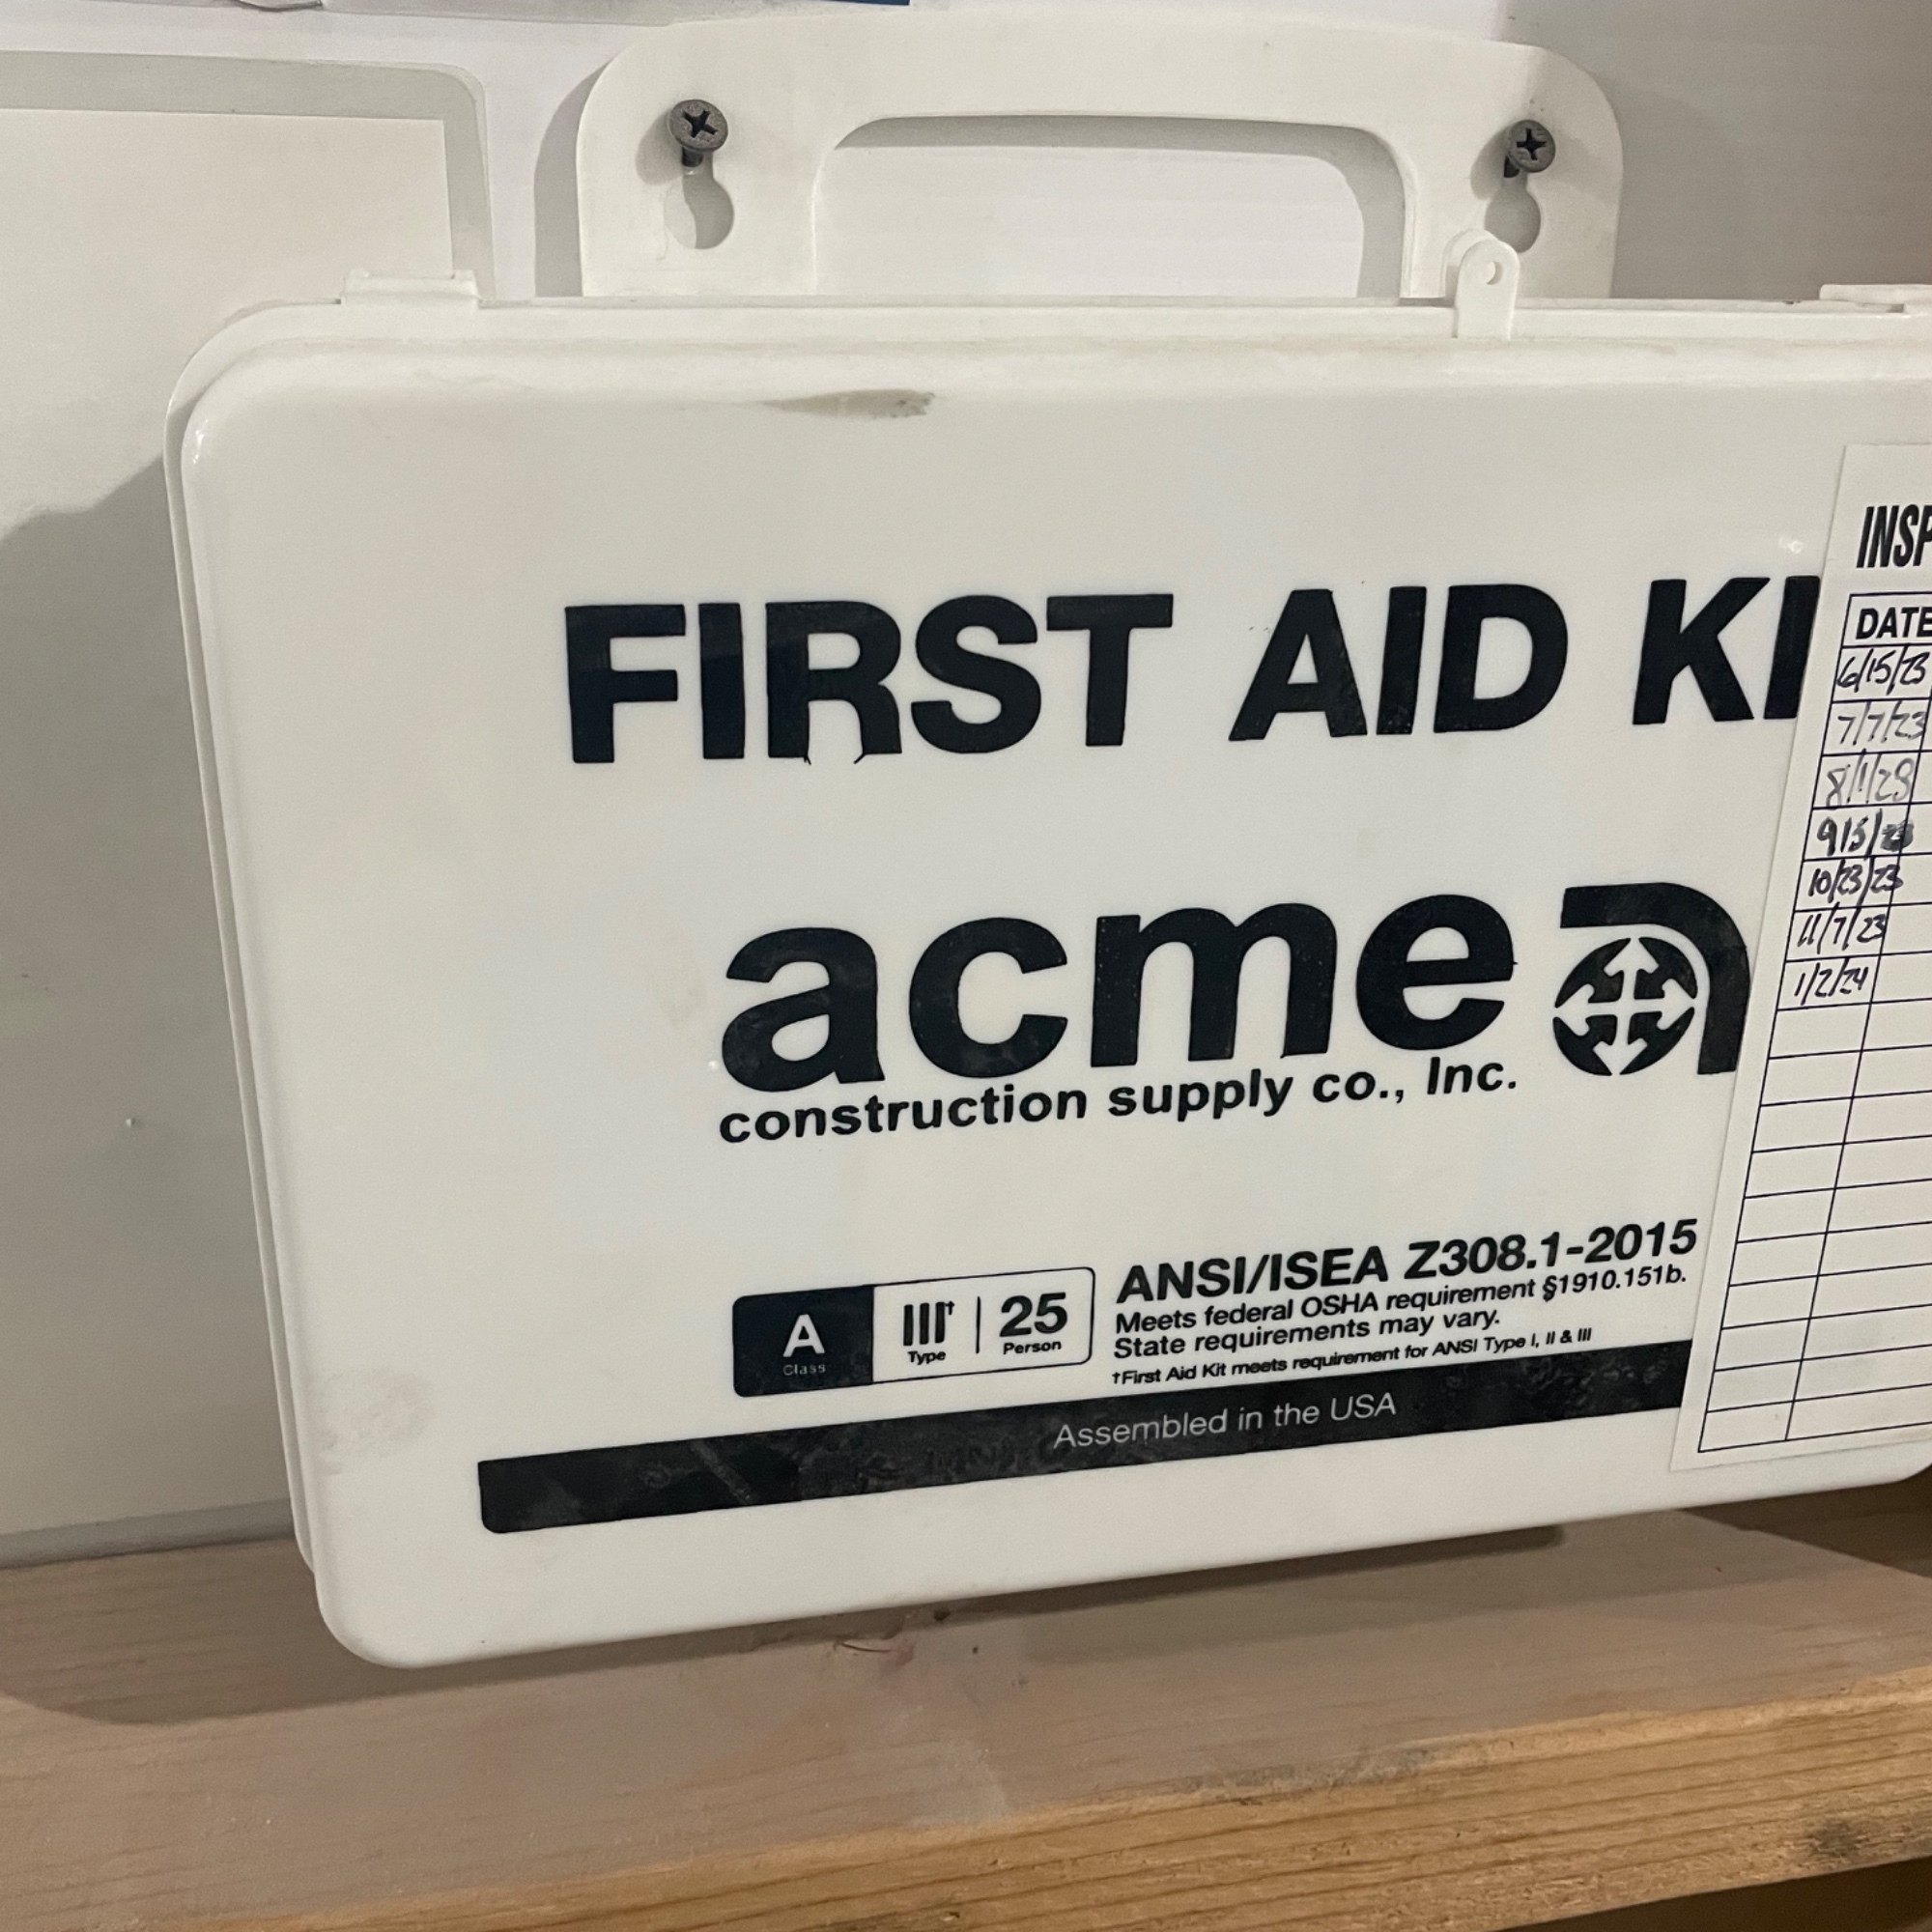 FIRST AID KI
acme
construction supply co., Inc.
A
Class
III†
Type
25
Person
ANSI/ISEA Z308.1-2015
Meets federal OSHA requirement §1910.151b.
State requirements may vary.
†First Aid Kit meets requirement for ANSI Type I, II & III
Assembled in the USA
INSP
DATE
6/15/23
7/7/23
8/1/23
10/23/23
11/7/23
1/2/24